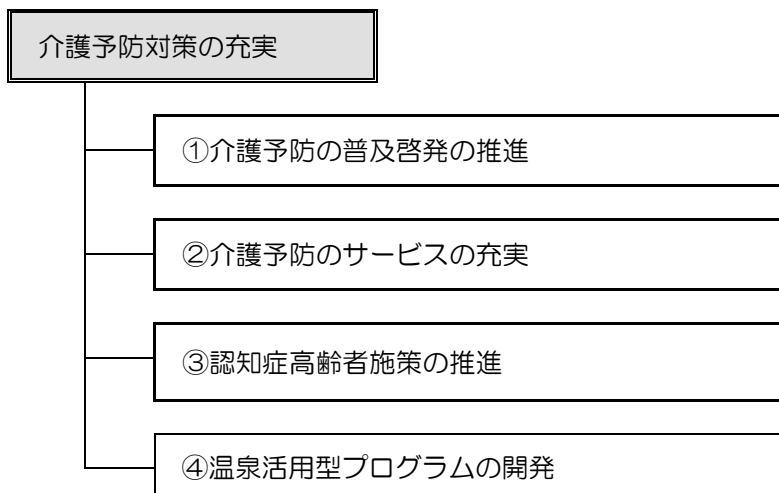 介護予防対策の充実
①介護予防の普及啓発の推進
②介護予防のサービスの充実
③認知症高齢者施策の推進
④温泉活用型プログラムの開発